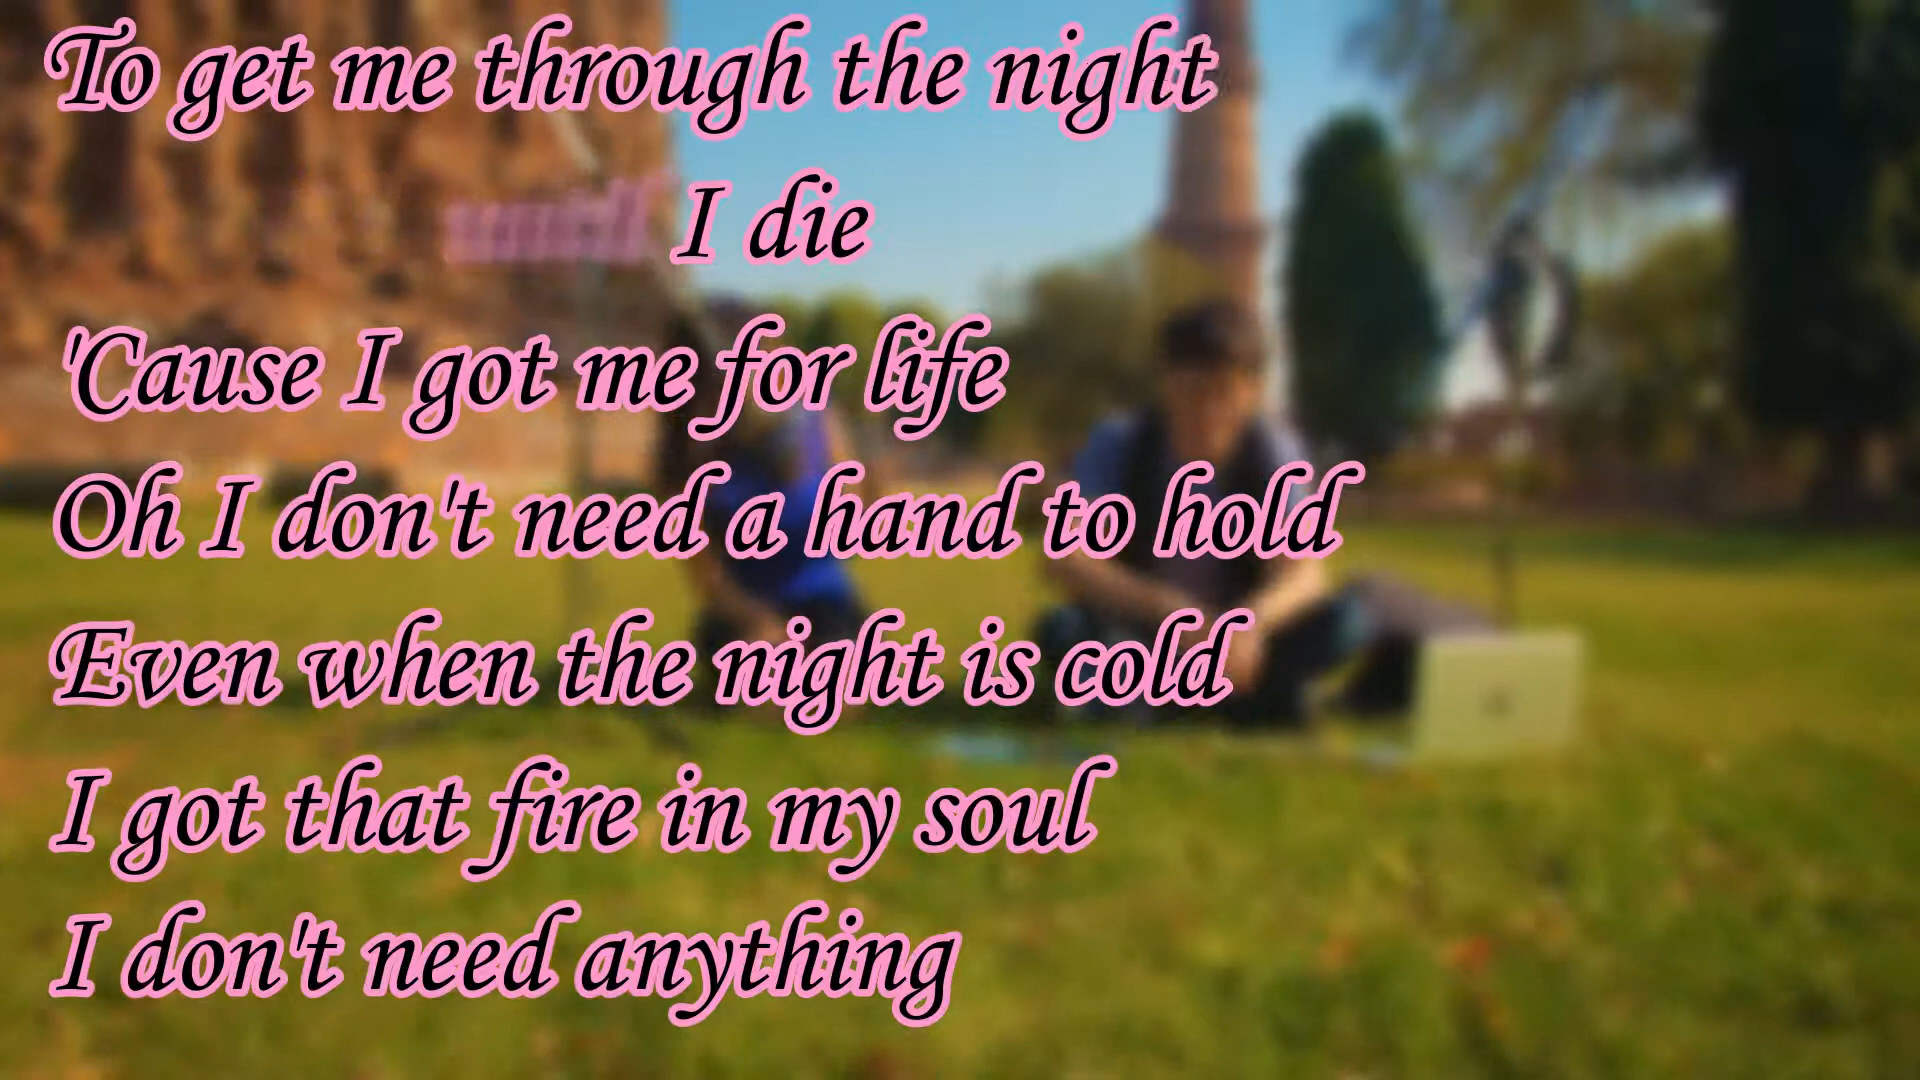 To get me through the night
I die
'Cause I got me for life
Oh I don't need a hand to hold
Even when the night is cold
I got that fire in my soul
I don't need anything